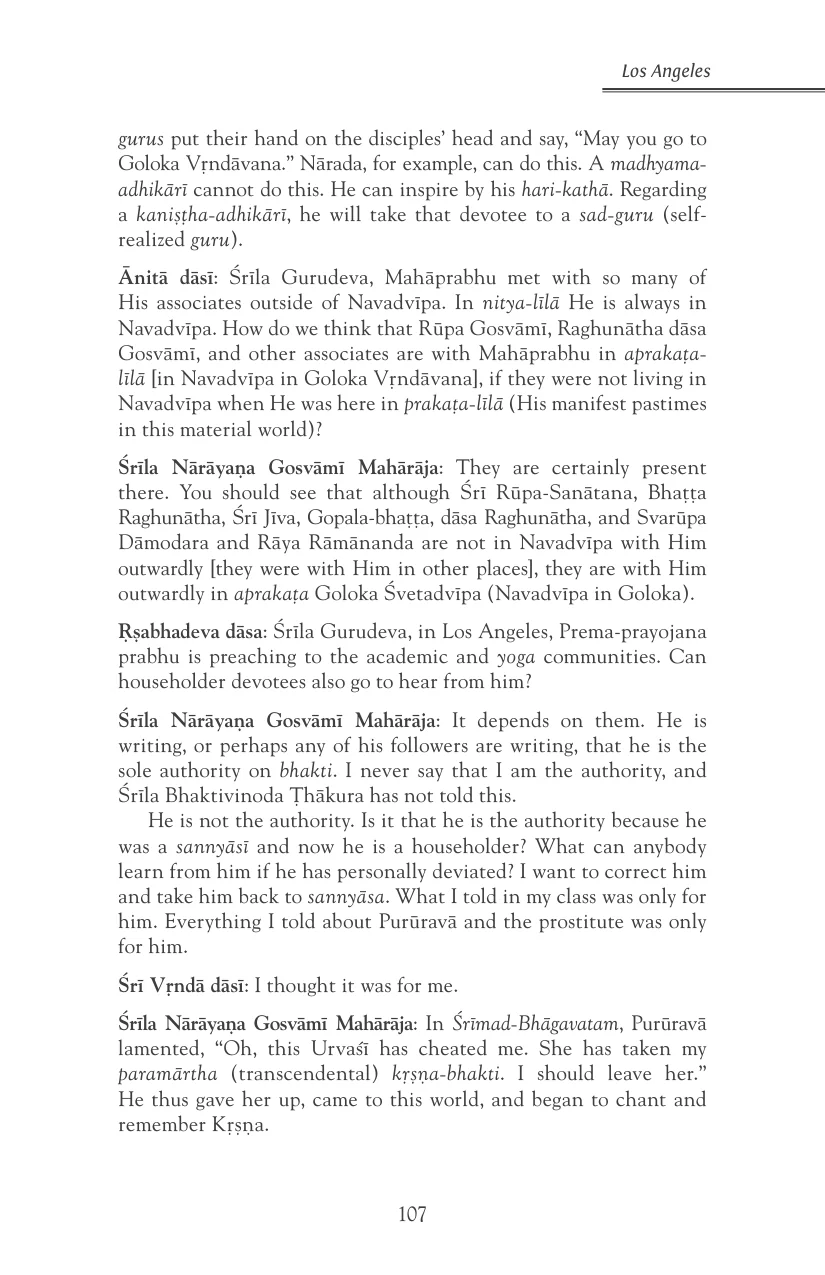 Los Angeles
gurus put their hand on the disciples’ head and say, “May you go to
Goloka Vṛndāvana.” Nārada, for example, can do this. A madhyama-
adhikārī cannot do this. He can inspire by his hari-kathā. Regarding
a kaniṣṭha-adhikārī, he will take that devotee to a sad-guru (self-
realized guru).
Ānitā dāsī: Śrīla Gurudeva, Mahāprabhu met with so many of
His associates outside of Navadvīpa. In nitya-līlā He is always in
Navadvīpa. How do we think that Rūpa Gosvāmī, Raghunātha dāsa
Gosvāmī, and other associates are with Mahāprabhu in aprakaṭa-
līlā [in Navadvīpa in Goloka Vṛndāvana], if they were not living in
Navadvīpa when He was here in prakaṭa-līlā (His manifest pastimes
in this material world)?
Śrīla Nārāyaṇa Gosvāmī Mahārāja: They are certainly present
there. You should see that although Śrī Rūpa-Sanātana, Bhaṭṭa
Raghunātha, Śrī Jīva, Gopala-bhaṭṭa, dāsa Raghunātha, and Svarūpa
Dāmodara and Rāya Rāmānanda are not in Navadvīpa with Him
outwardly [they were with Him in other places], they are with Him
outwardly in aprakaṭa Goloka Śvetadvīpa (Navadvīpa in Goloka).
Ṛṣabhadeva dāsa: Śrīla Gurudeva, in Los Angeles, Prema-prayojana
prabhu is preaching to the academic and yoga communities. Can
householder devotees also go to hear from him?
Śrīla Nārāyaṇa Gosvāmī Mahārāja: It depends on them. He is
writing, or perhaps any of his followers are writing, that he is the
sole authority on bhakti. I never say that I am the authority, and
Śrīla Bhaktivinoda Ṭhākura has not told this.
He is not the authority. Is it that he is the authority because he
was a sannyāsī and now he is a householder? What can anybody
learn from him if he has personally deviated? I want to correct him
and take him back to sannyāsa. What I told in my class was only for
him. Everything I told about Purūravā and the prostitute was only
for him.
Śrī Vṛndā dāsī: I thought it was for me.
Śrīla Nārāyaṇa Gosvāmī Mahārāja: In Śrīmad-Bhāgavatam, Purūravā
lamented, “Oh, this Urvaśī has cheated me. She has taken my
paramārtha (transcendental) kṛṣṇa-bhakti. I should leave her.”
He thus gave her up, came to this world, and began to chant and
remember Kṛṣṇa.
107